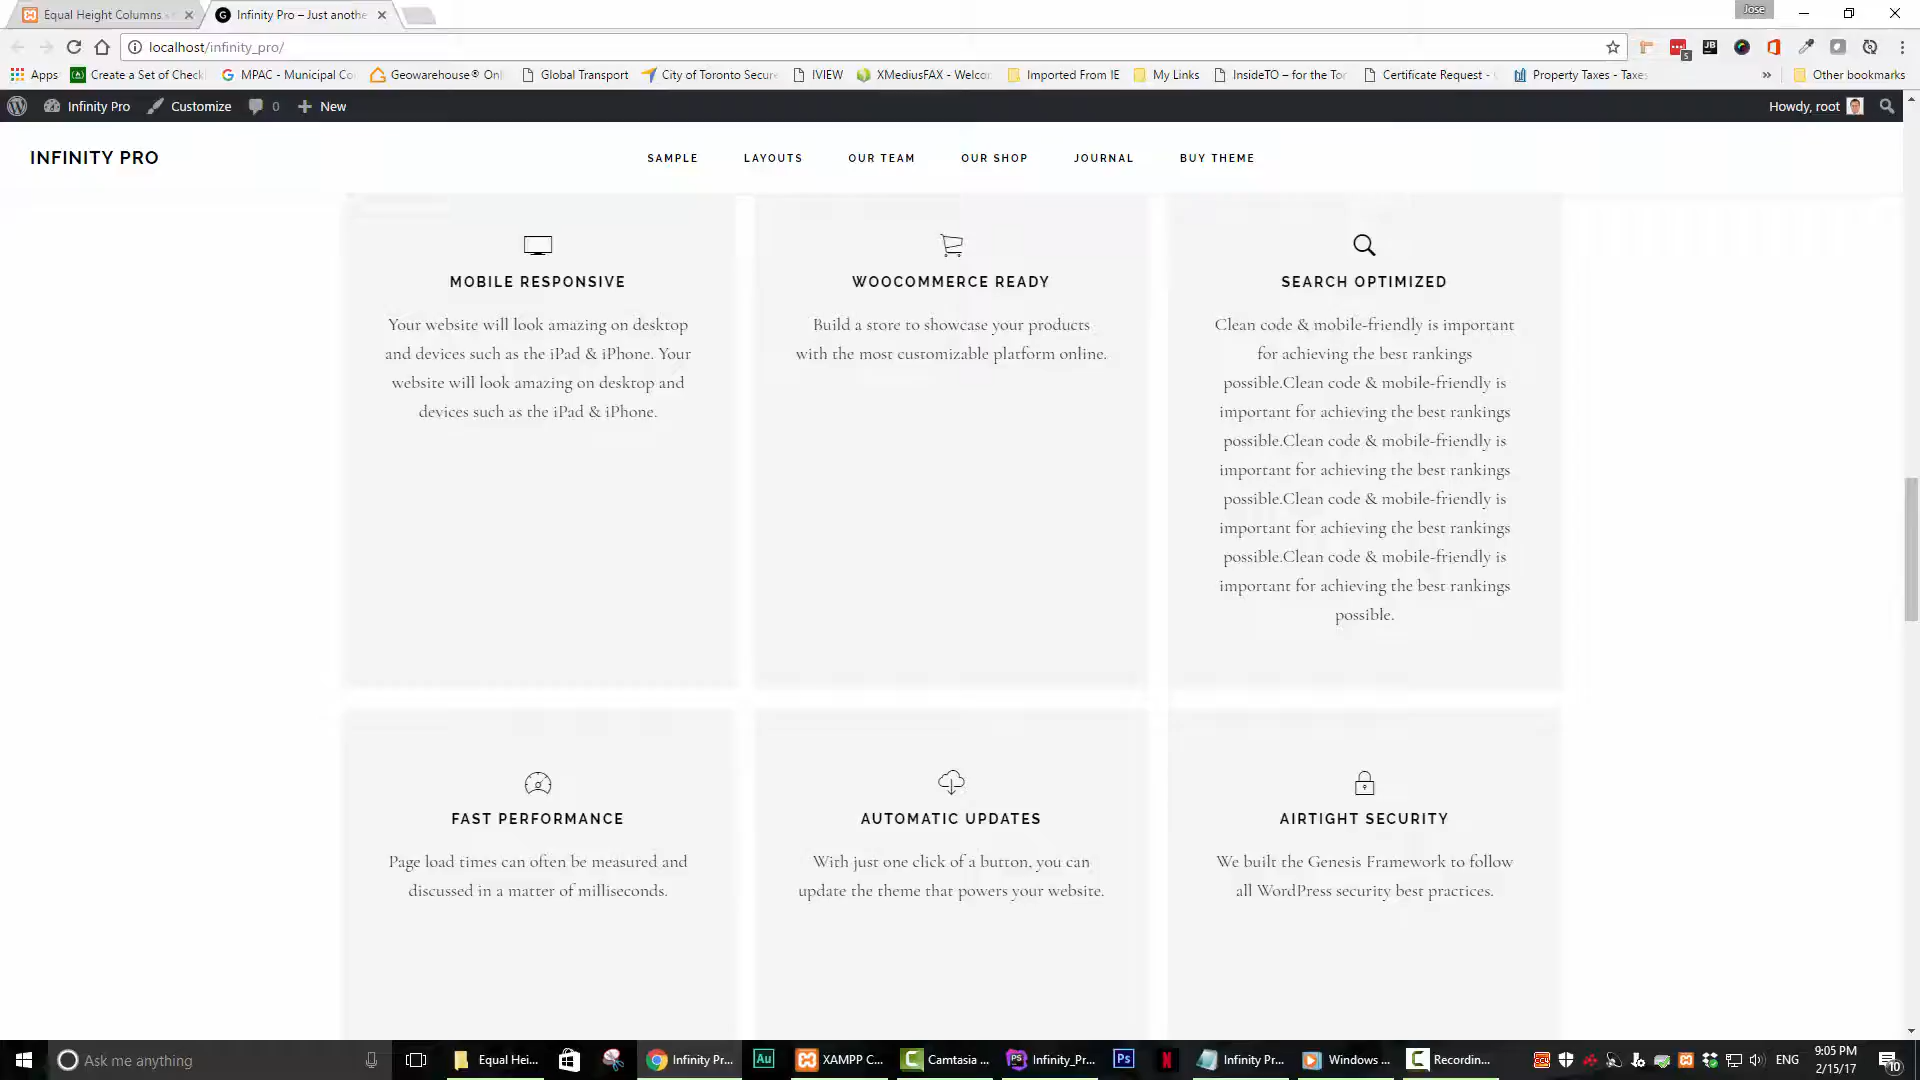 Equal Height Columns
Infinity Pro – Just anothe
Jose
localhost/infinity_pro/
Apps
Create a Set of Check
MPAC - Municipal Co
Geowarehouse® On
Global Transport
City of Toronto Secure
IVIEW
XMediusFAX - Welco
Imported From IE
My Links
InsideTO – for the Tor
Certificate Request -
Property Taxes - Taxes
»
Other bookmarks
Infinity Pro
Customize
0
New
Howdy, root
INFINITY PRO
SAMPLE
LAYOUTS
OUR TEAM
OUR SHOP
JOURNAL
BUY THEME
MOBILE RESPONSIVE
Your website will look amazing on desktop
and devices such as the iPad & iPhone. Your
website will look amazing on desktop and
devices such as the iPad & iPhone.
WOOCOMMERCE READY
Build a store to showcase your products
with the most customizable platform online.
SEARCH OPTIMIZED
Clean code & mobile-friendly is important
for achieving the best rankings
possible.Clean code & mobile-friendly is
important for achieving the best rankings
possible.Clean code & mobile-friendly is
important for achieving the best rankings
possible.Clean code & mobile-friendly is
important for achieving the best rankings
possible.Clean code & mobile-friendly is
important for achieving the best rankings
possible.
FAST PERFORMANCE
Page load times can often be measured and
discussed in a matter of milliseconds.
AUTOMATIC UPDATES
With just one click of a button, you can
update the theme that powers your website.
AIRTIGHT SECURITY
We built the Genesis Framework to follow
all WordPress security best practices.
Ask me anything
Equal Hei...
Infinity Pr...
Au
XAMPP C...
Camtasia ...
Infinity_Pr...
Ps
Infinity Pr...
Windows ...
Recordin...
ENG
9:05 PM
2/15/17
10